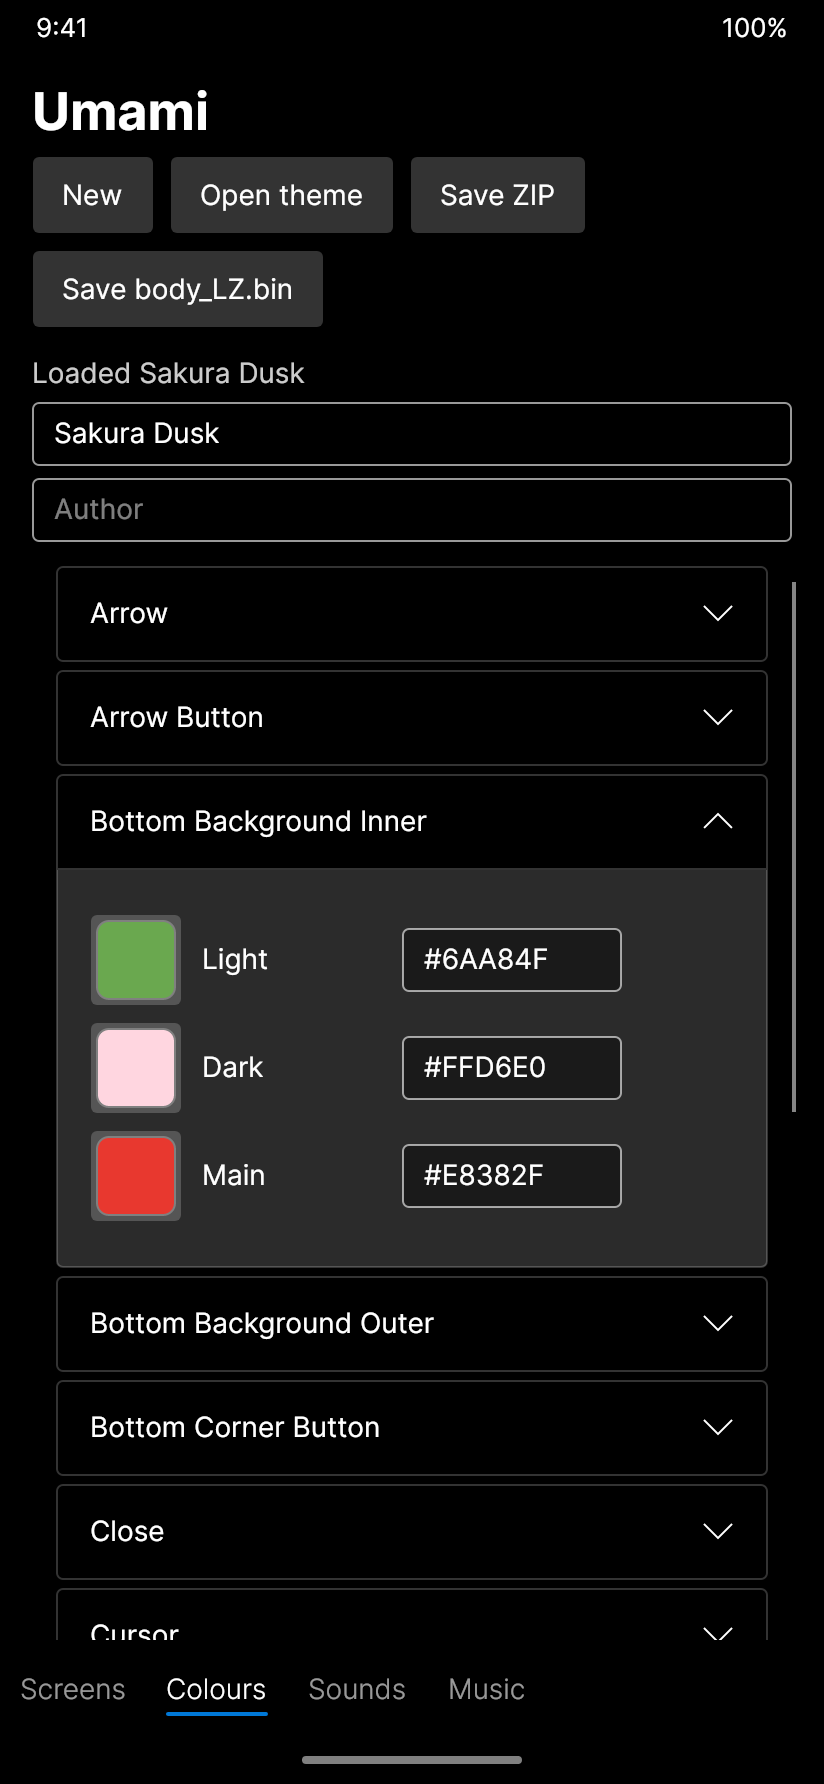 9:41 100%
Umami
New Open theme Save ZIP
Save body_LZ.bin
Loaded Sakura Dusk
Sakura Dusk
Author
Arrow
Arrow Button
Bottom Background Inner
Light #6AA84F
Dark #FFD6E0
Main #E8382F
Bottom Background Outer
Bottom Corner Button
Close
Cursor
Screens Colours Sounds Music